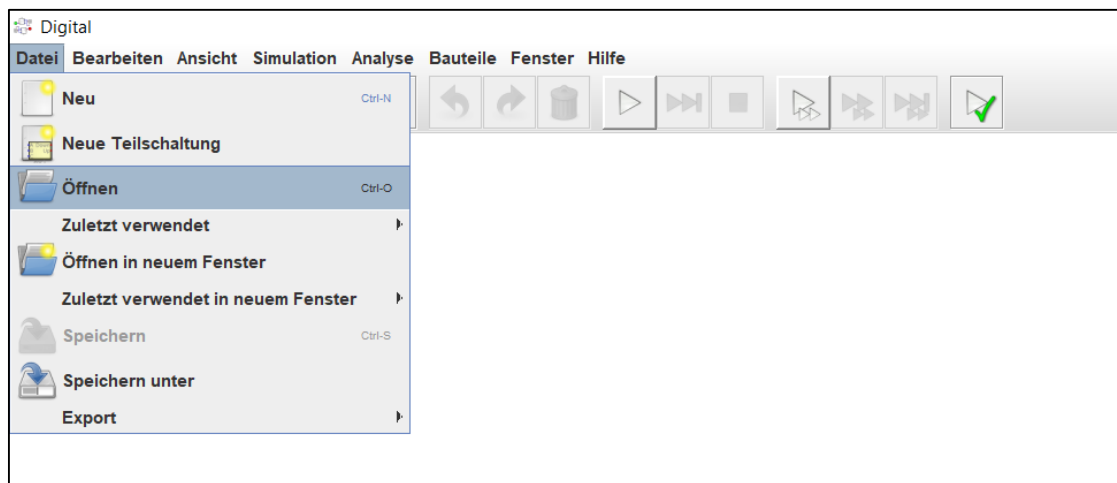 Digital
Datei Bearbeiten Ansicht Simulation Analyse Bauteile Fenster Hilfe
Neu Ctrl-N
Neue Teilschaltung
Öffnen Ctrl-O
Zuletzt verwendet
Öffnen in neuem Fenster
Zuletzt verwendet in neuem Fenster
Speichern Ctrl-S
Speichern unter
Export